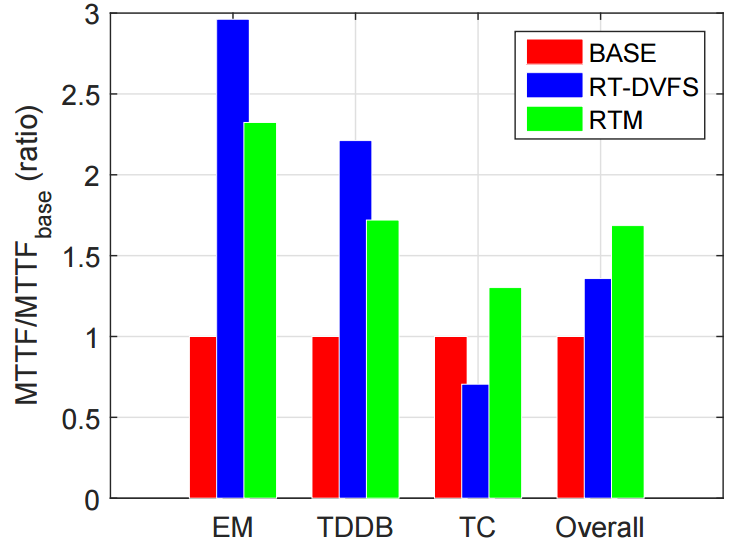 3
2.5
2
1.5
1
0.5
0
MTTF/MTTF_base (ratio)
BASE
RT-DVFS
RTM
EM TDDB TC Overall